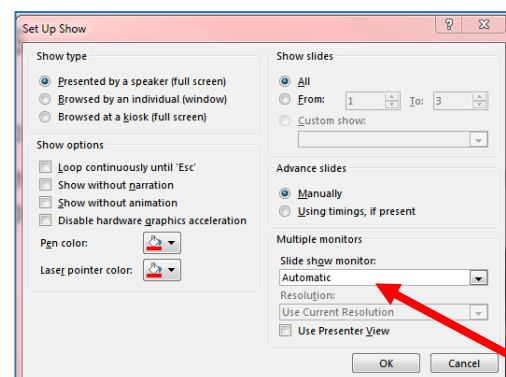 Set Up Show
Show type
Presented by a speaker (full screen)
Browsed by an individual (window)
Browsed at a kiosk (full screen)
Show options
Loop continuously until 'Esc'
Show without narration
Show without animation
Disable hardware graphics acceleration
Pen color:
Laser pointer color:
Show slides
All
From: 1 To: 3
Custom show:
Advance slides
Manually
Using timings, if present
Multiple monitors
Slide show monitor:
Automatic
Resolution:
Use Current Resolution
Use Presenter View
OK Cancel